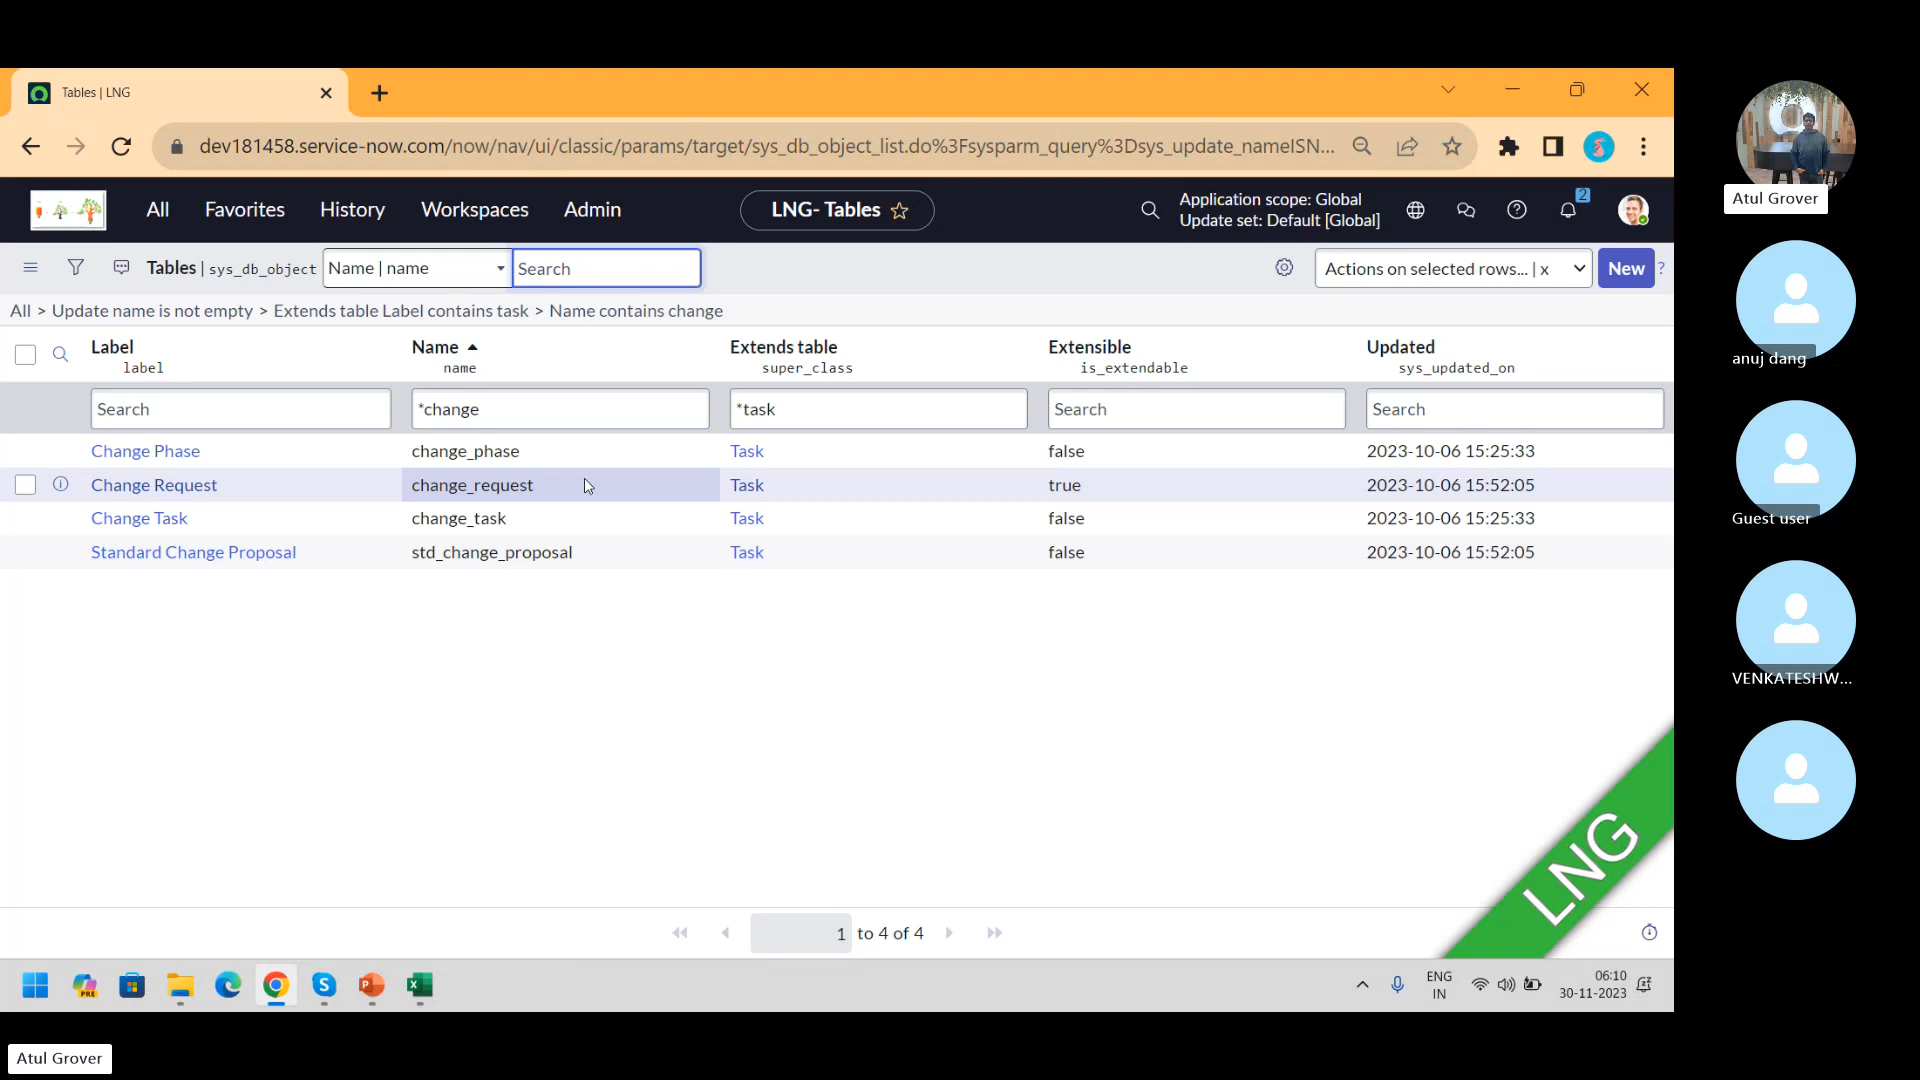 Tables | LNG
dev181458.service-now.com/now/nav/ui/classic/params/target/sys_db_object_list.do%3Fsysparm_query%3Dsys_update_nameISN...
All
Favorites
History
Workspaces
Admin
LNG- Tables
Application scope: Global
Update set: Default [Global]
2
Tables | sys_db_object
Name | name
Search
Actions on selected rows... | x
New
?
All > Update name is not empty > Extends table Label contains task > Name contains change
Label
label
Name
name
Extends table
super_class
Extensible
is_extendable
Updated
sys_updated_on
Search
*change
*task
Search
Search
Change Phase change_phase Task false 2023-10-06 15:25:33
Change Request change_request Task true 2023-10-06 15:52:05
Change Task change_task Task false 2023-10-06 15:25:33
Standard Change Proposal std_change_proposal Task false 2023-10-06 15:52:05
1 to 4 of 4
LNG
PRE
ENG
IN
06:10
30-11-2023
Atul Grover
anuj dang
Guest user
VENKATESHW...
Atul Grover